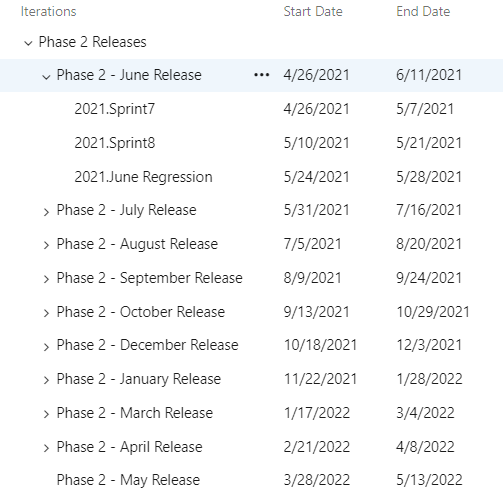 Iterations Start Date End Date
Phase 2 Releases
Phase 2 - June Release ••• 4/26/2021 6/11/2021
2021.Sprint7 4/26/2021 5/7/2021
2021.Sprint8 5/10/2021 5/21/2021
2021.June Regression 5/24/2021 5/28/2021
Phase 2 - July Release 5/31/2021 7/16/2021
Phase 2 - August Release 7/5/2021 8/20/2021
Phase 2 - September Release 8/9/2021 9/24/2021
Phase 2 - October Release 9/13/2021 10/29/2021
Phase 2 - December Release 10/18/2021 12/3/2021
Phase 2 - January Release 11/22/2021 1/28/2022
Phase 2 - March Release 1/17/2022 3/4/2022
Phase 2 - April Release 2/21/2022 4/8/2022
Phase 2 - May Release 3/28/2022 5/13/2022